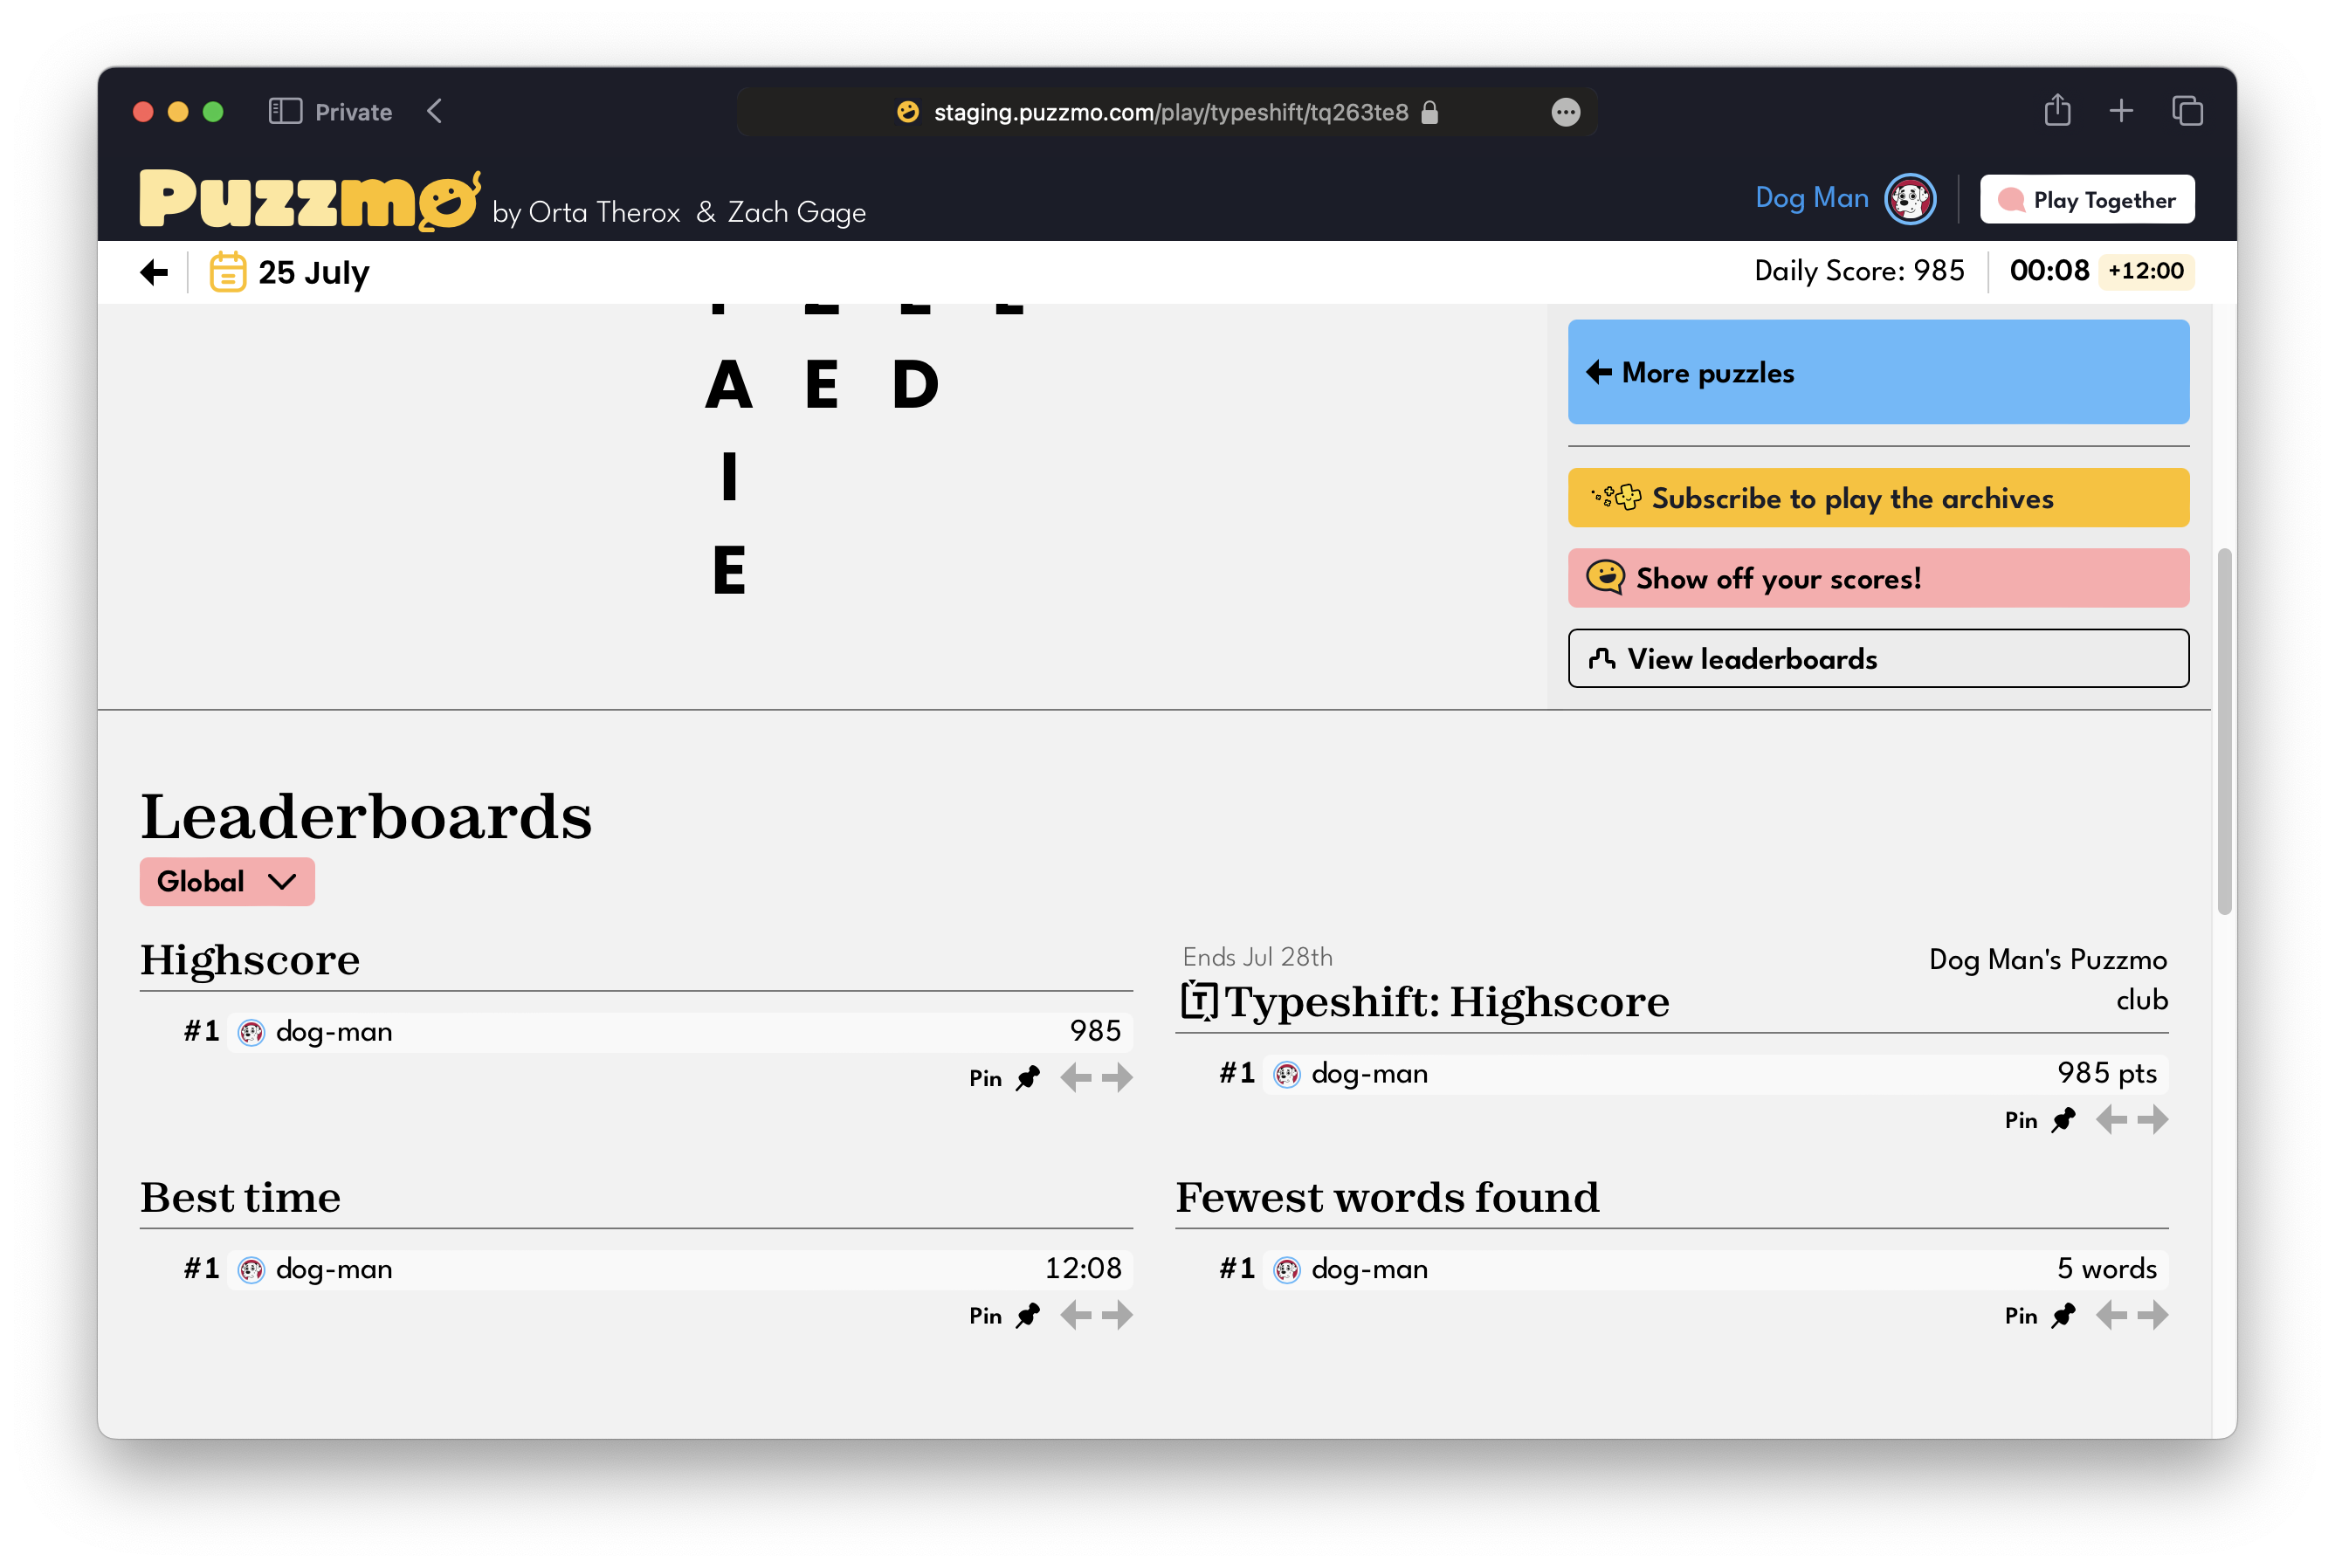 Private
staging.puzzmo.com/play/typeshift/tq263te8
Puzzmo by Orta Therox & Zach Gage
Dog Man
Play Together
25 July
Daily Score: 985
00:08 +12:00
A E D
I
E
More puzzles
Subscribe to play the archives
Show off your scores!
View leaderboards
Leaderboards
Global
Highscore
#1 dog-man 985
Pin
Ends Jul 28th
Typeshift: Highscore
Dog Man's Puzzmo
club
#1 dog-man 985 pts
Pin
Best time
#1 dog-man 12:08
Pin
Fewest words found
#1 dog-man 5 words
Pin